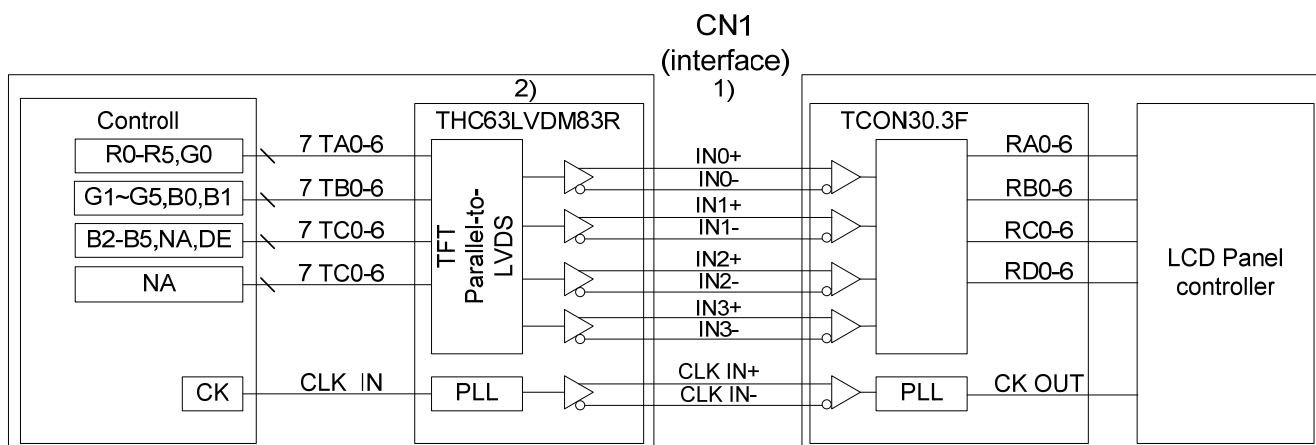 CN1
(interface)
2)
1)
Controll
THC63LVDM83R
TCON30.3F
R0-R5,G0
7 TA0-6
IN0+
IN0-
RA0-6
G1~G5,B0,B1
7 TB0-6
IN1+
IN1-
RB0-6
B2-B5,NA,DE
7 TC0-6
IN2+
IN2-
RC0-6
NA
7 TC0-6
IN3+
IN3-
RD0-6
TFT
Parallel-to-
LVDS
LCD Panel
controller
CK
CLK IN
PLL
CLK IN+
CLK IN-
PLL
CK OUT